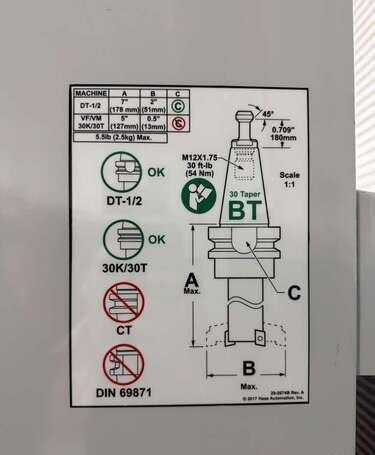 MACHINE A B C
DT-1/2 7" (178 mm) 2" (51mm) C
VF/VM 30K/30T 5" (127mm) 0.5" (13mm) C
5.5lb (2.5kg) Max.
45°
0.709"
180mm
M12X1.75
30 ft-lb
(54 Nm)
Scale
1:1
OK
DT-1/2
30 Taper
BT
OK
30K/30T
A
Max.
C
CT
B
Max.
DIN 69871
© 2017 Haas Automation, Inc.